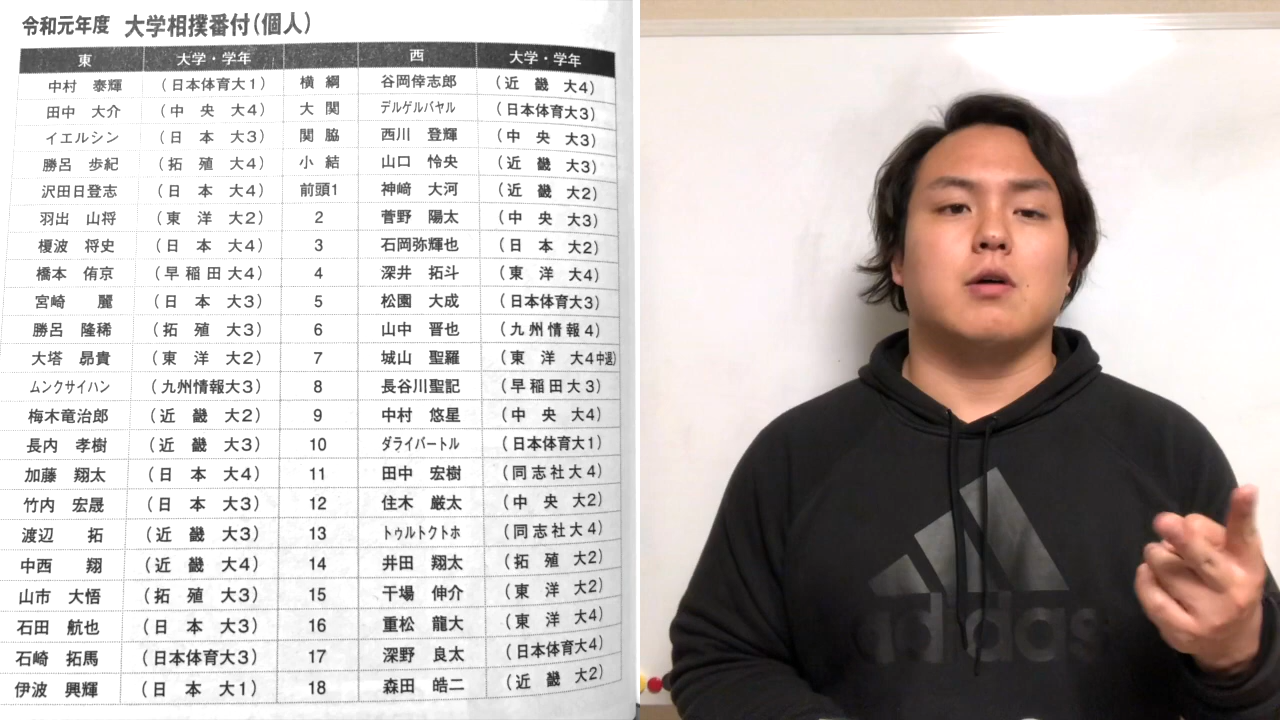 令和元年度 大学相撲番付(個人)
東 大学・学年 西 大学・学年
中村 泰輝 (日本体育大1) 横綱 谷岡倖志郎 (近畿大4)
田中 大介 (中央大4) 大関 デルゲルバヤル (日本体育大3)
イエルシン (日本大3) 関脇 西川 登輝 (中央大3)
勝呂 歩紀 (拓殖大4) 小結 山口 怜央 (近畿大3)
沢田日登志 (日本大4) 前頭1 神﨑 大河 (近畿大2)
羽出 山将 (東洋大2) 2 菅野 陽太 (中央大3)
榎波 将史 (日本大4) 3 石岡弥輝也 (日本大2)
橋本 侑京 (早稲田大4) 4 深井 拓斗 (東洋大4)
宮崎 麗 (日本大3) 5 松園 大成 (日本体育大3)
勝呂 隆稀 (拓殖大3) 6 山中 晋也 (九州情報4)
大塔 昴貴 (東洋大2) 7 城山 聖羅 (東洋大4中退)
ムンクサイハン (九州情報大3) 8 長谷川聖記 (早稲田大3)
梅木竜治郎 (近畿大2) 9 中村 悠星 (中央大4)
長内 孝樹 (近畿大3) 10 ダライバートル (日本体育大1)
加藤 翔太 (日本大4) 11 田中 宏樹 (同志社大4)
竹内 宏晟 (日本大3) 12 住木 厳太 (中央大2)
渡辺 拓 (近畿大3) 13 トゥルトクトホ (同志社大4)
中西 翔 (近畿大4) 14 井田 翔太 (拓殖大2)
山市 大悟 (拓殖大3) 15 干場 伸介 (東洋大2)
石田 航也 (日本大3) 16 重松 龍大 (東洋大4)
石崎 拓馬 (日本体育大3) 17 深野 良太 (日本体育大4)
伊波 興輝 (日本大1) 18 森田 皓二 (近畿大2)
adidas